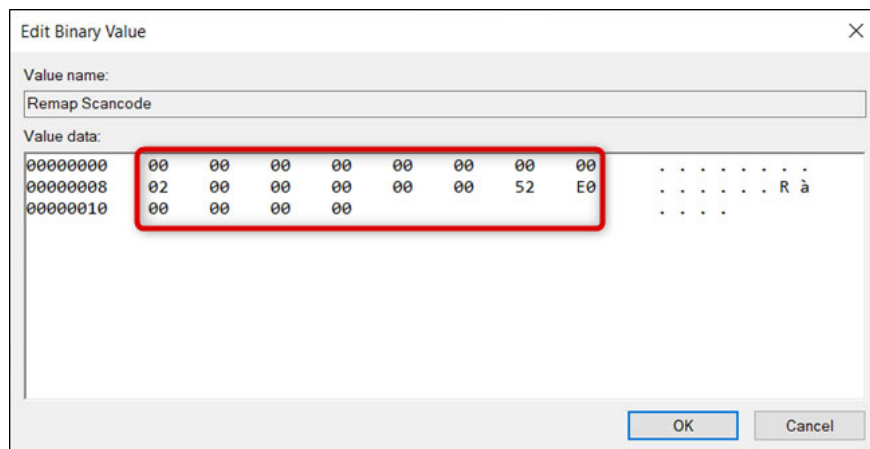 Edit Binary Value
Value name:
Remap Scancode
Value data:
00000000 00 00 00 00 00 00 00 00 . . . . . . . .
00000008 02 00 00 00 00 00 52 E0 . . . . . . R à
00000010 00 00 00 00 . . . .
OK Cancel